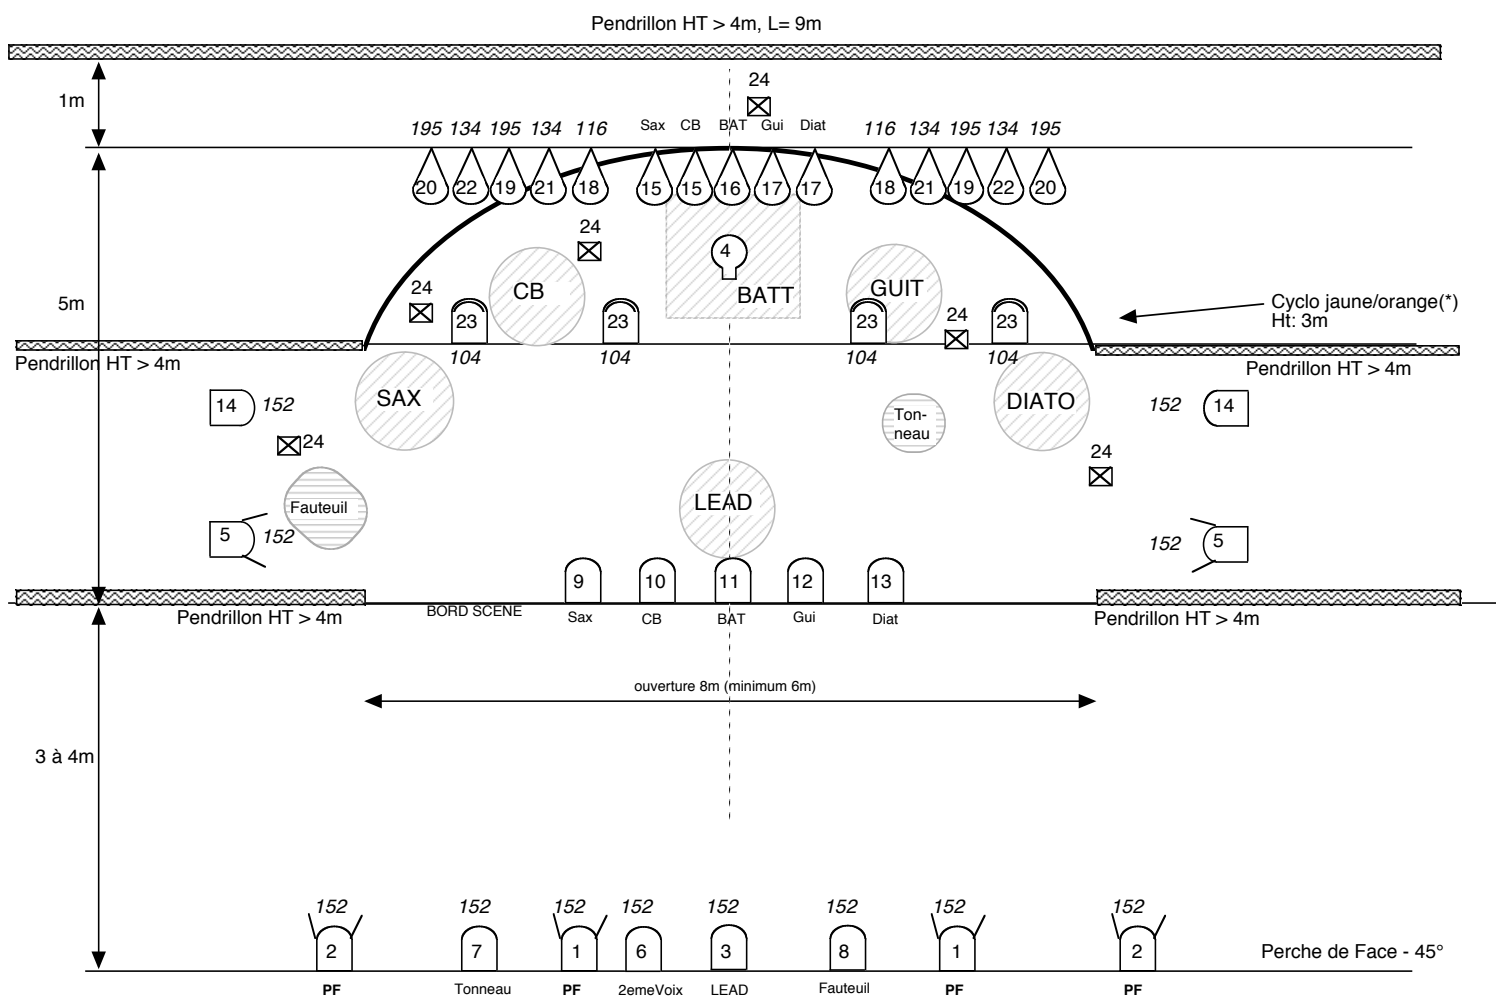 Pendrillon HT > 4m, L= 9m
24
1m
195 134 195 134 116 Sax CB BAT Gui Diat 116 134 195 134 195
20 22 19 21 18 15 15 16 17 17 18 21 19 22 20
24
4
CB BATT GUIT
24
5m
24
23 23 23 23
Cyclo jaune/orange(*)
Ht: 3m
104 104 104 104
Pendrillon HT > 4m
Pendrillon HT > 4m
14 152 SAX DIATO 152 14
Ton-
neau
24
24
Fauteuil LEAD
5 152 152 5
9 10 11 12 13
BORD SCENE
Sax CB BAT Gui Diat
Pendrillon HT > 4m
Pendrillon HT > 4m
ouverture 8m (minimum 6m)
3 à 4m
152 152 152 152 152 152 152 152
2 7 1 6 3 8 1 2
Perche de Face - 45°
PF Tonneau PF 2emeVoix LEAD Fauteuil PF PF